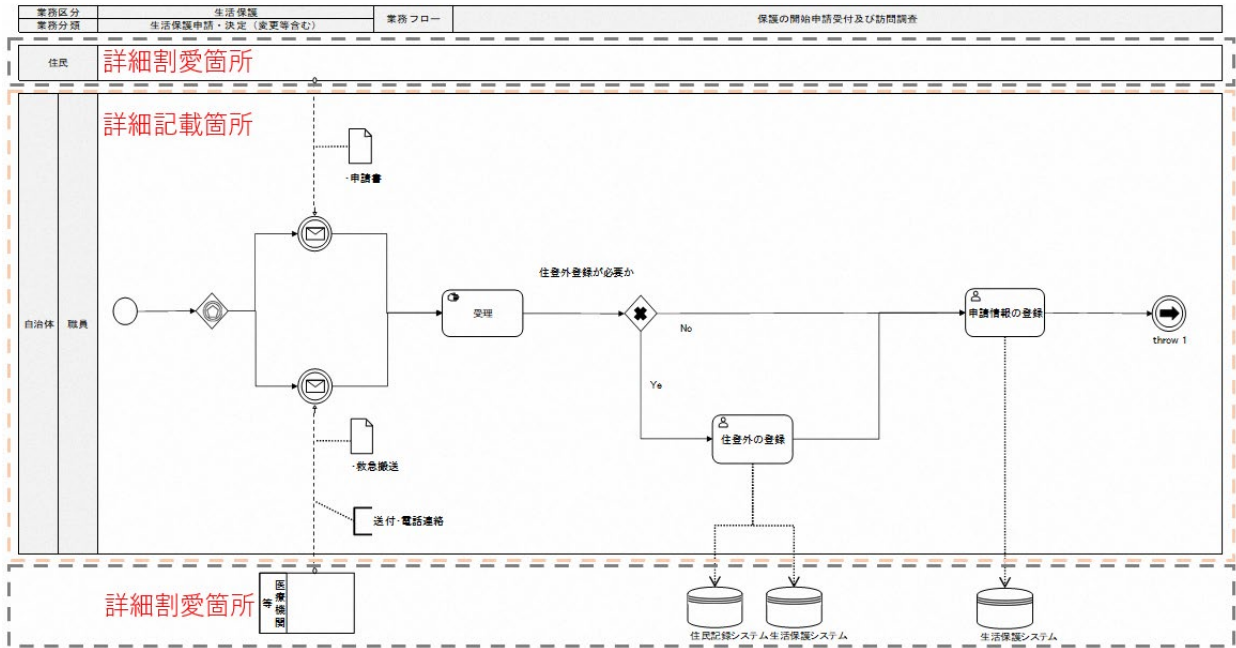 業務区分 生活保護 業務フロー 保護の開始申請受付及び訪問調査
業務分類 生活保護申請・決定（変更等含む）
住民
詳細割愛箇所
詳細記載箇所
・申請書
住登外登録が必要か
自治体
職員
受理
No
申請情報の登録
throw 1
Ye
住登外の登録
・救急搬送
送付・電話連絡
詳細割愛箇所
医療機関
等
住民記録システム
生活保護システム
生活保護システム